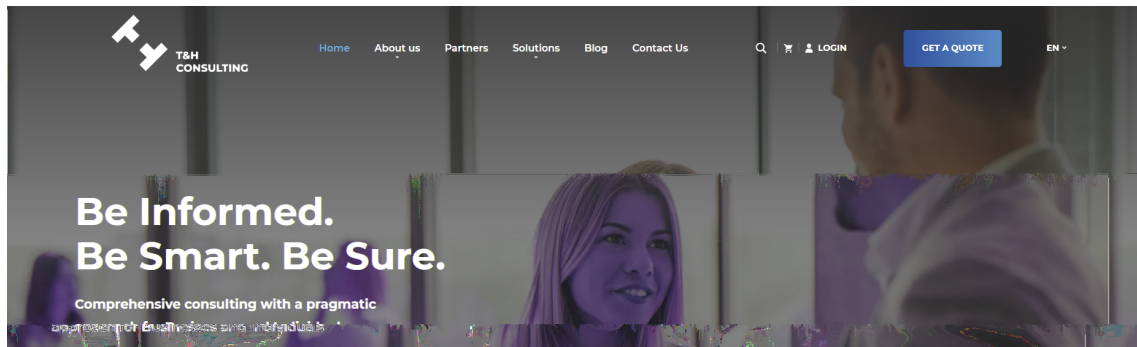 T&H
CONSULTING
Home About us Partners Solutions Blog Contact Us LOGIN GET A QUOTE EN
Be Informed.
Be Smart. Be Sure.
Comprehensive consulting with a pragmatic